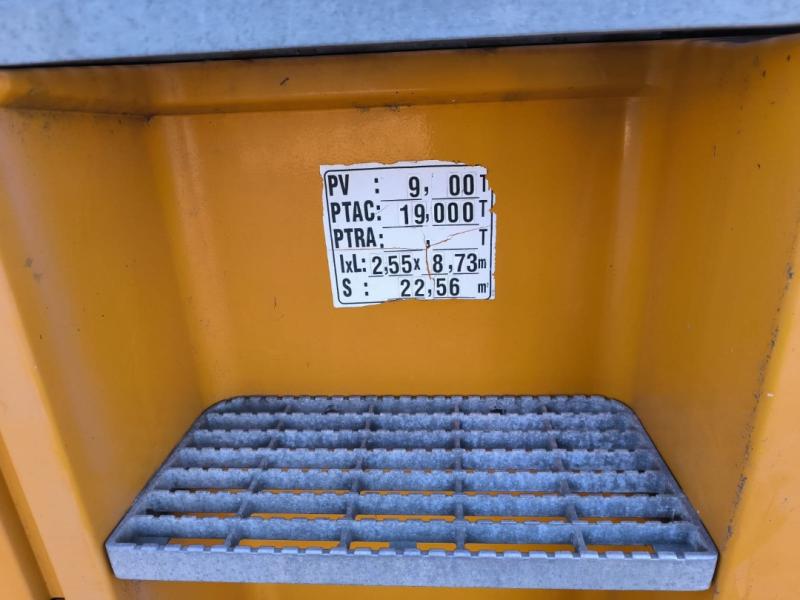 PV : 9, 00 T
PTAC: 19,000 T
PTRA: , T
lxL: 2,55 x 8,73 m
S : 22,56 m²